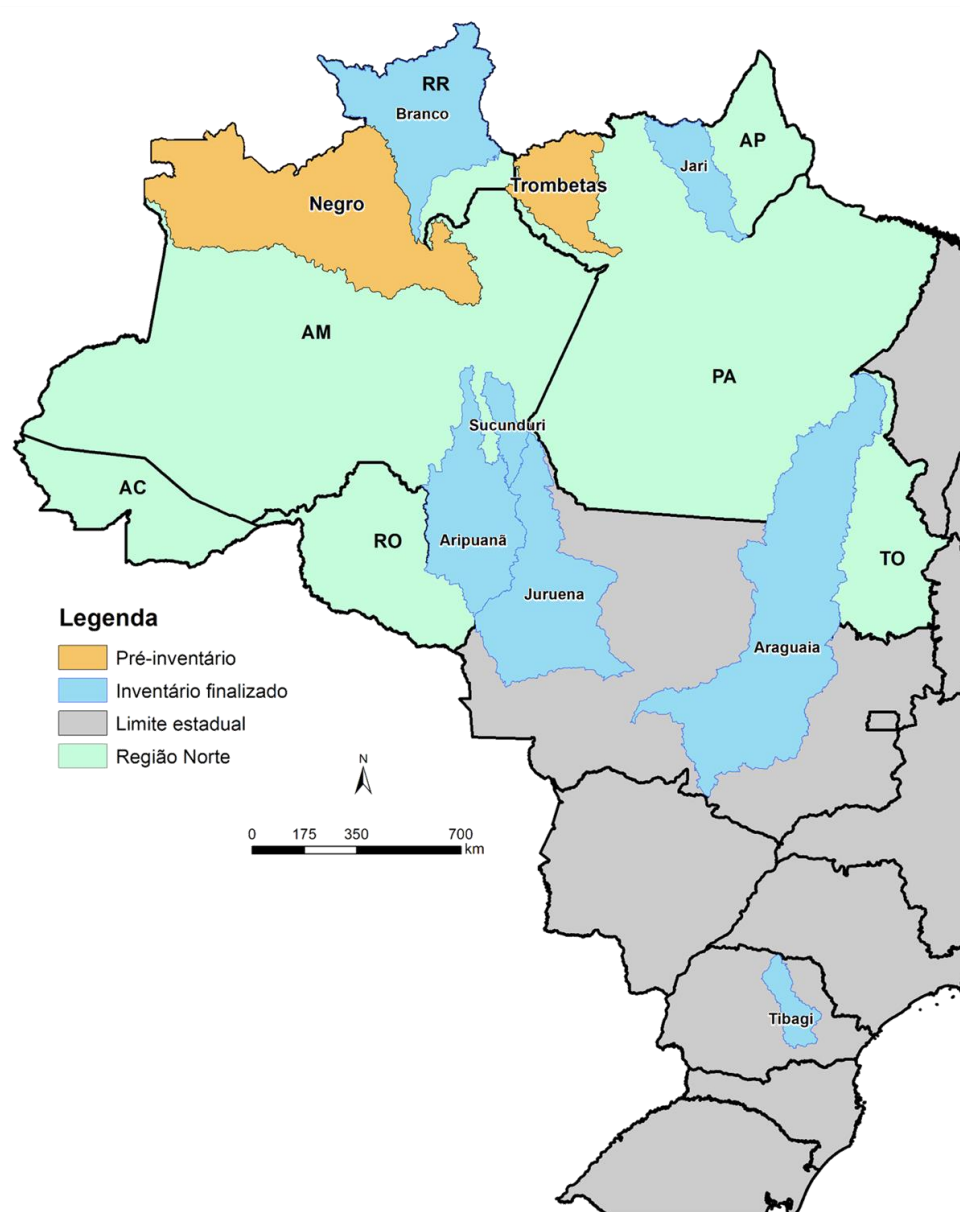 RR
Branco
AP
Jari
Trombetas
Negro
AM
PA
Sucunduri
AC
RO
Aripuanã
TO
Juruena
Araguaia
Legenda
Pré-inventário
Inventário finalizado
Limite estadual
Região Norte
N
0 175 350 700
km
Tibagi